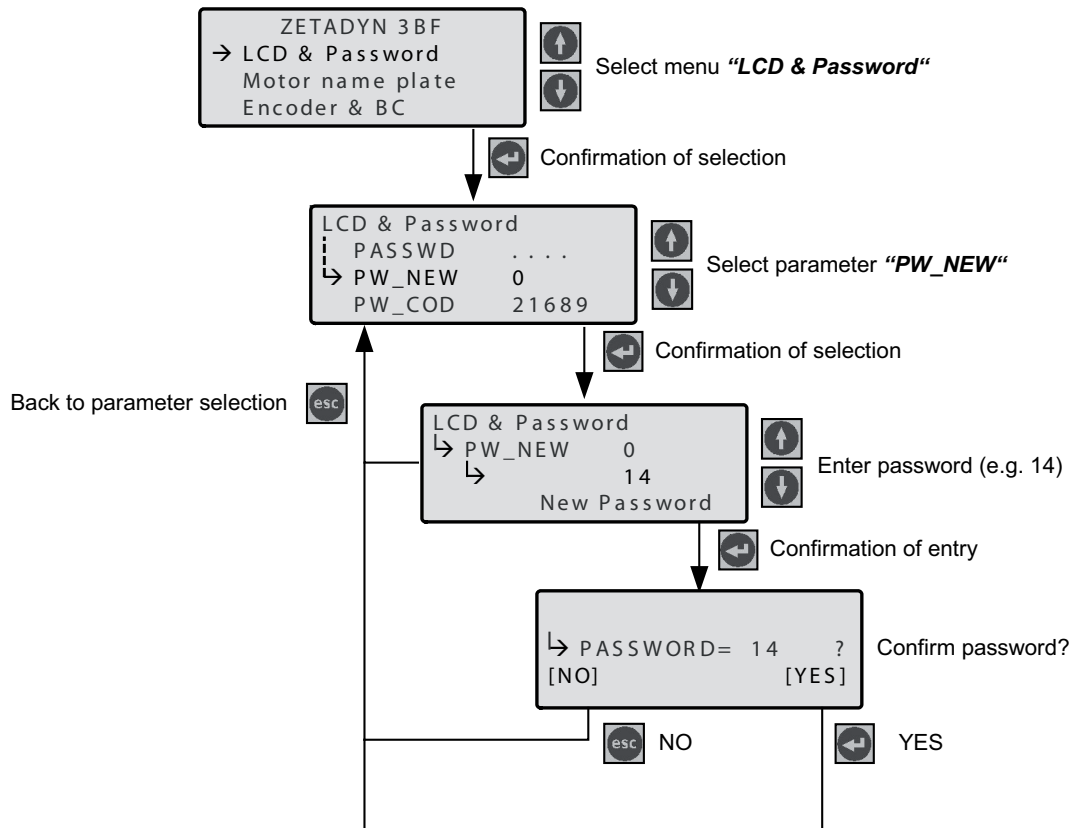 ZETADYN 3BF
→ LCD & Password
Motor name plate
Encoder & BC
Select menu “LCD & Password“
Confirmation of selection
LCD & Password
PASSWD . . . .
PW_NEW 0
PW_COD 21689
Select parameter “PW_NEW“
Confirmation of selection
Back to parameter selection
esc
LCD & Password
PW_NEW 0
14
New Password
Enter password (e.g. 14)
Confirmation of entry
PASSWORD= 14 ?
[NO] [YES]
Confirm password?
esc NO
YES